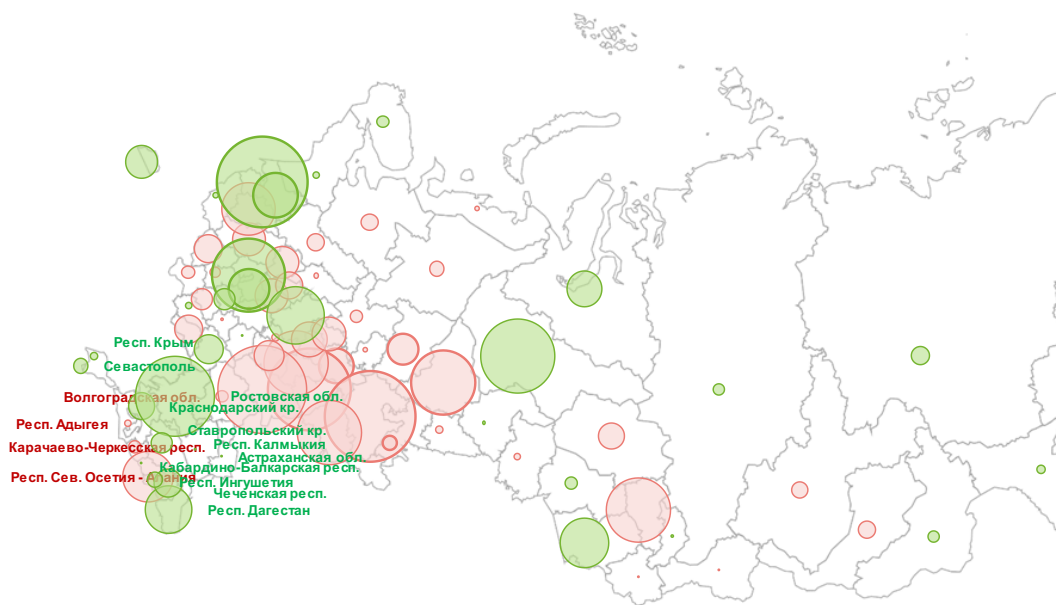 Респ. Крым
Севастополь
Волгоградская обл.
Ростовская обл.
Краснодарский кр.
Респ. Адыгея
Ставропольский кр.
Карачаево-Черкесская респ.
Респ. Калмыкия
Астраханская обл.
Кабардино-Балкарская респ.
Респ. Сев. Осетия - Алания
Респ. Ингушетия
Чеченская респ.
Респ. Дагестан